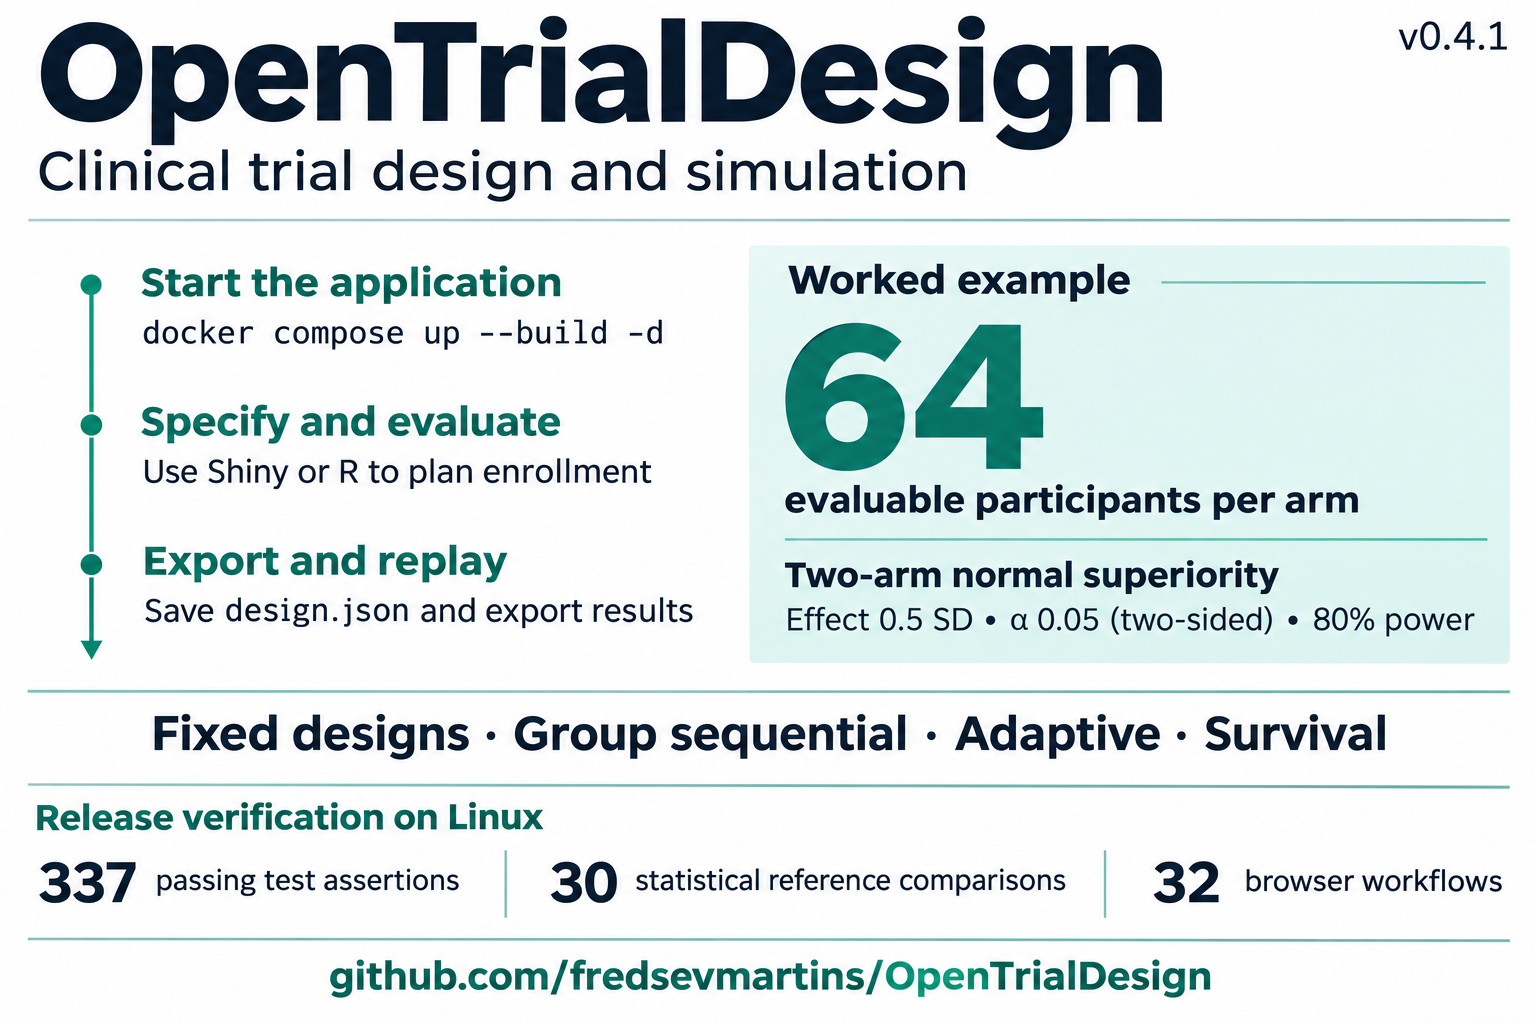 OpenTrialDesign
v0.4.1
Clinical trial design and simulation
Start the application
docker compose up --build -d
Specify and evaluate
Use Shiny or R to plan enrollment
Export and replay
Save design.json and export results
Worked example
64
evaluable participants per arm
Two-arm normal superiority
Effect 0.5 SD • α 0.05 (two-sided) • 80% power
Fixed designs · Group sequential · Adaptive · Survival
Release verification on Linux
337 passing test assertions
30 statistical reference comparisons
32 browser workflows
github.com/fredsevmartins/OpenTrialDesign